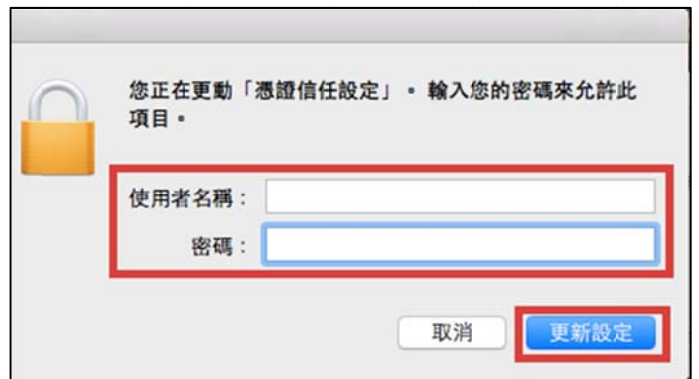 您正在更動「憑證信任設定」。輸入您的密碼來允許此
項目。
使用者名稱：
密碼：
取消
更新設定